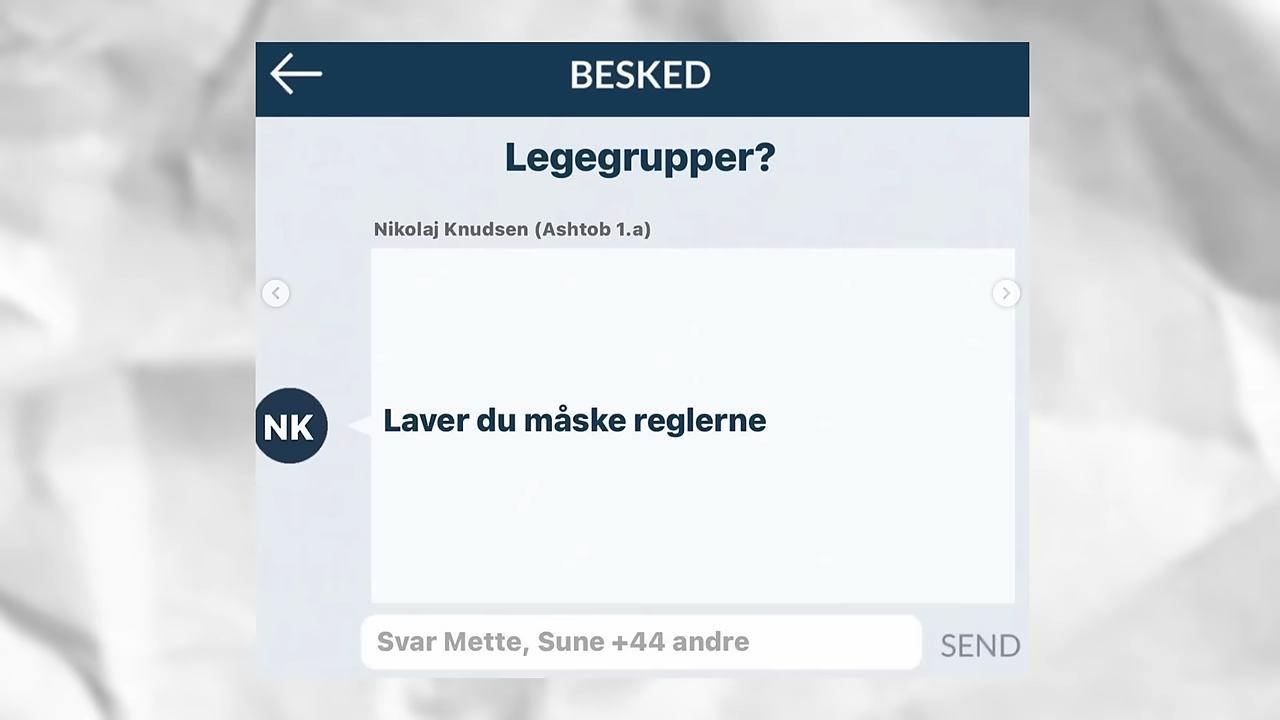 BESKED
Legegrupper?
Nikolaj Knudsen (Ashtob 1.a)
NK
Laver du måske reglerne
Svar Mette, Sune +44 andre
SEND